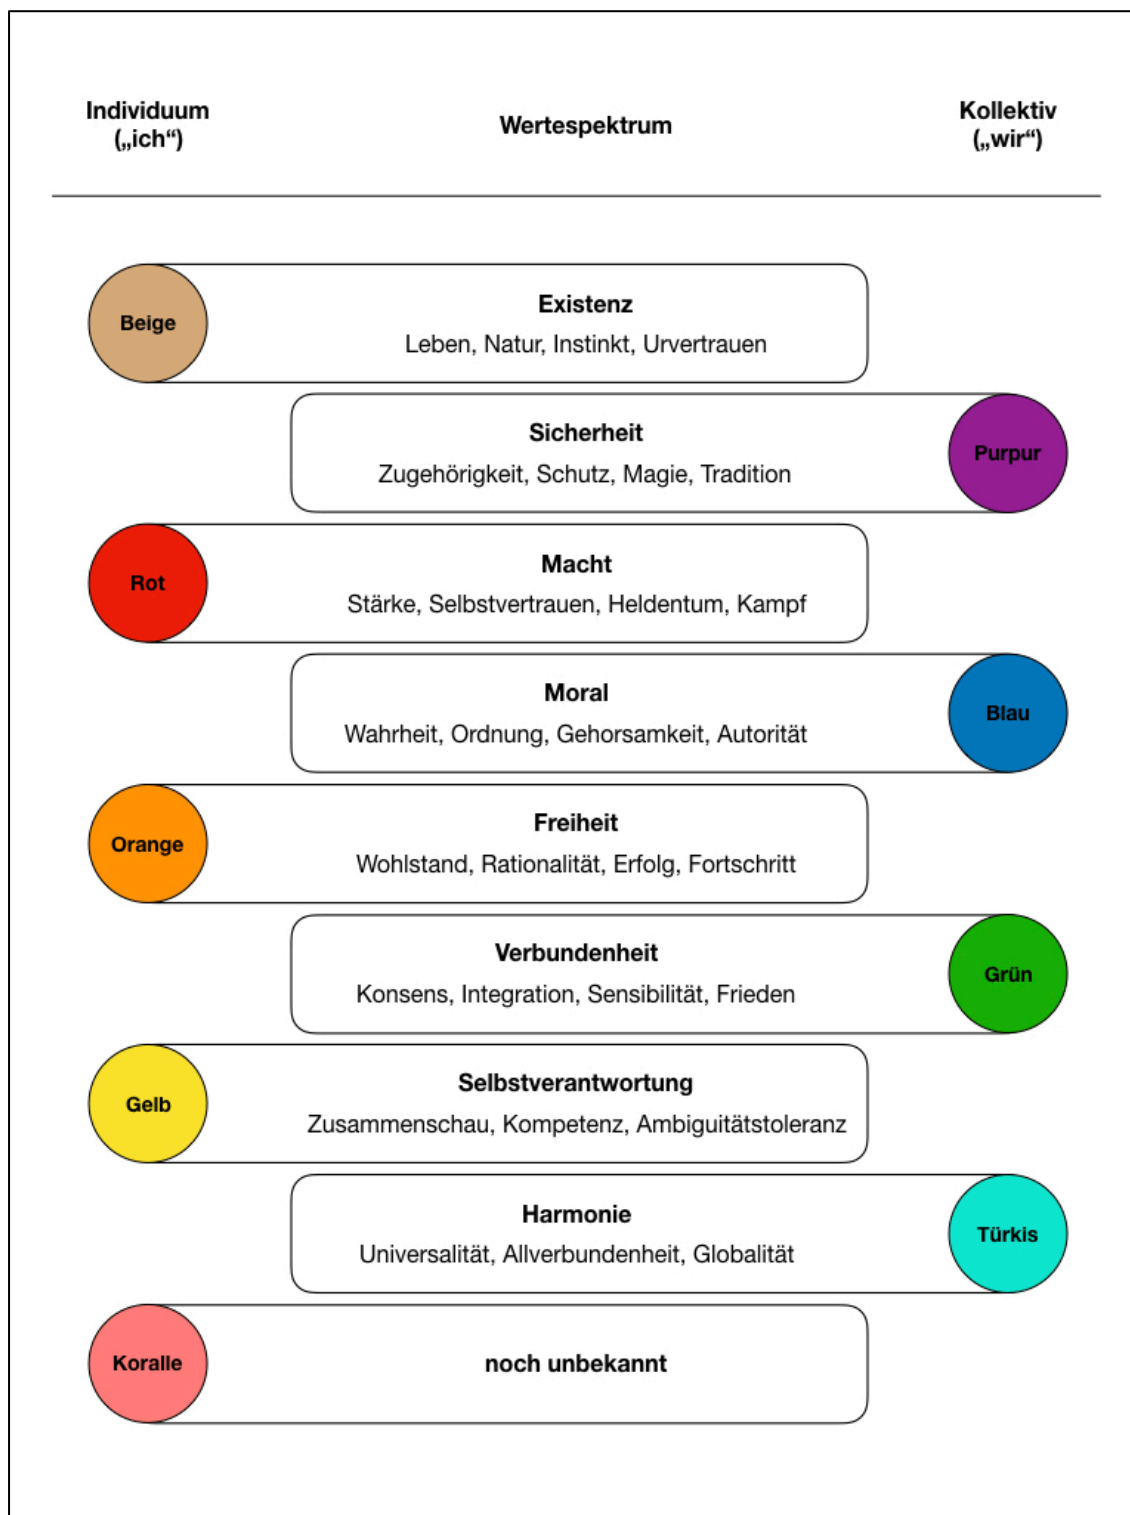 Individuum
(„ich“)
Wertespektrum
Kollektiv
(„wir“)
Beige
Existenz
Leben, Natur, Instinkt, Urvertrauen
Sicherheit
Zugehörigkeit, Schutz, Magie, Tradition
Purpur
Rot
Macht
Stärke, Selbstvertrauen, Heldentum, Kampf
Moral
Wahrheit, Ordnung, Gehorsamkeit, Autorität
Blau
Orange
Freiheit
Wohlstand, Rationalität, Erfolg, Fortschritt
Verbundenheit
Konsens, Integration, Sensibilität, Frieden
Grün
Gelb
Selbstverantwortung
Zusammenschau, Kompetenz, Ambiguitätstoleranz
Harmonie
Universalität, Allverbundenheit, Globalität
Türkis
Koralle
noch unbekannt